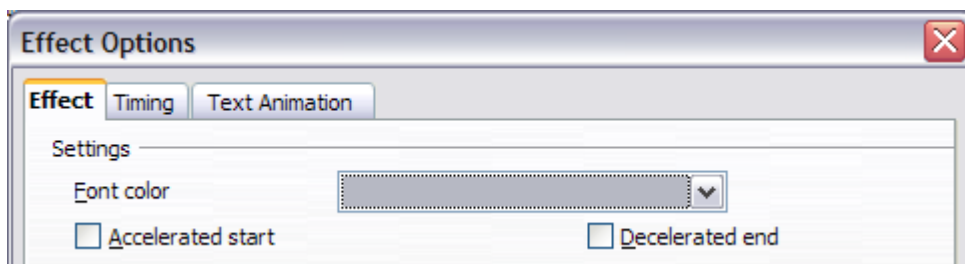 Effect Options
Effect Timing Text Animation
Settings
Font color
Accelerated start Decelerated end